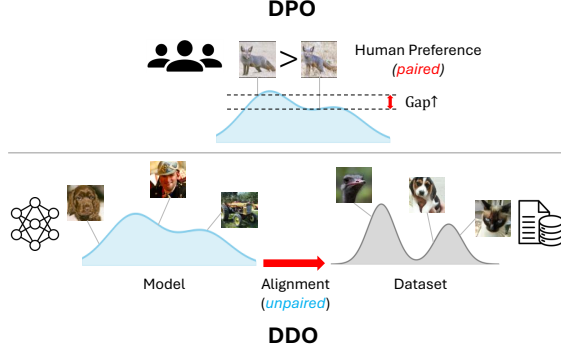 DPO
>
Human Preference
(paired)
Gap↑
Model
Alignment
(unpaired)
Dataset
DDO